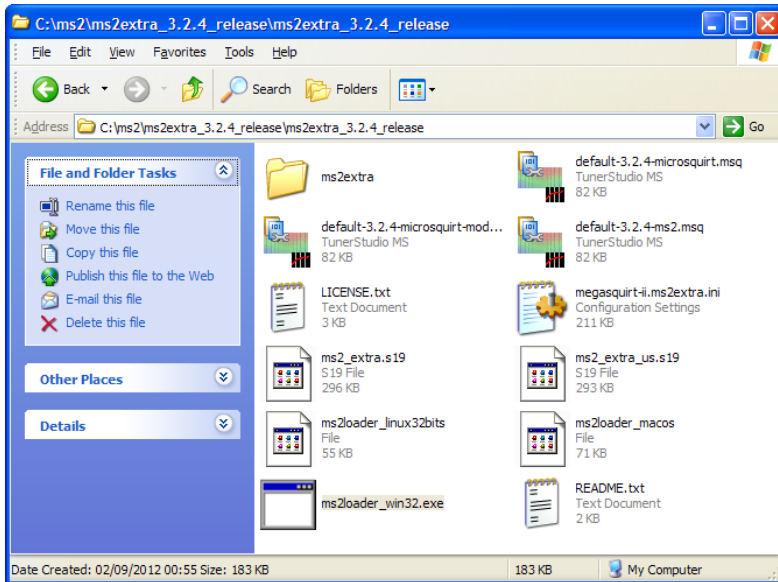 C:\ms2\ms2extra_3.2.4_release\ms2extra_3.2.4_release
File Edit View Favorites Tools Help
Back Search Folders
Address C:\ms2\ms2extra_3.2.4_release\ms2extra_3.2.4_release Go
File and Folder Tasks
Rename this file
Move this file
Copy this file
Publish this file to the Web
E-mail this file
Delete this file
Other Places
Details
ms2extra
default-3.2.4-microsquirt.msq
TunerStudio MS
82 KB
default-3.2.4-microsquirt-mod...
TunerStudio MS
82 KB
default-3.2.4-ms2.msq
TunerStudio MS
82 KB
LICENSE.txt
Text Document
3 KB
megasquirt-ii.ms2extra.ini
Configuration Settings
211 KB
ms2_extra.s19
S19 File
296 KB
ms2_extra_us.s19
S19 File
293 KB
ms2loader_linux32bits
File
55 KB
ms2loader_macos
File
71 KB
ms2loader_win32.exe
README.txt
Text Document
2 KB
Date Created: 02/09/2012 00:55 Size: 183 KB 183 KB My Computer